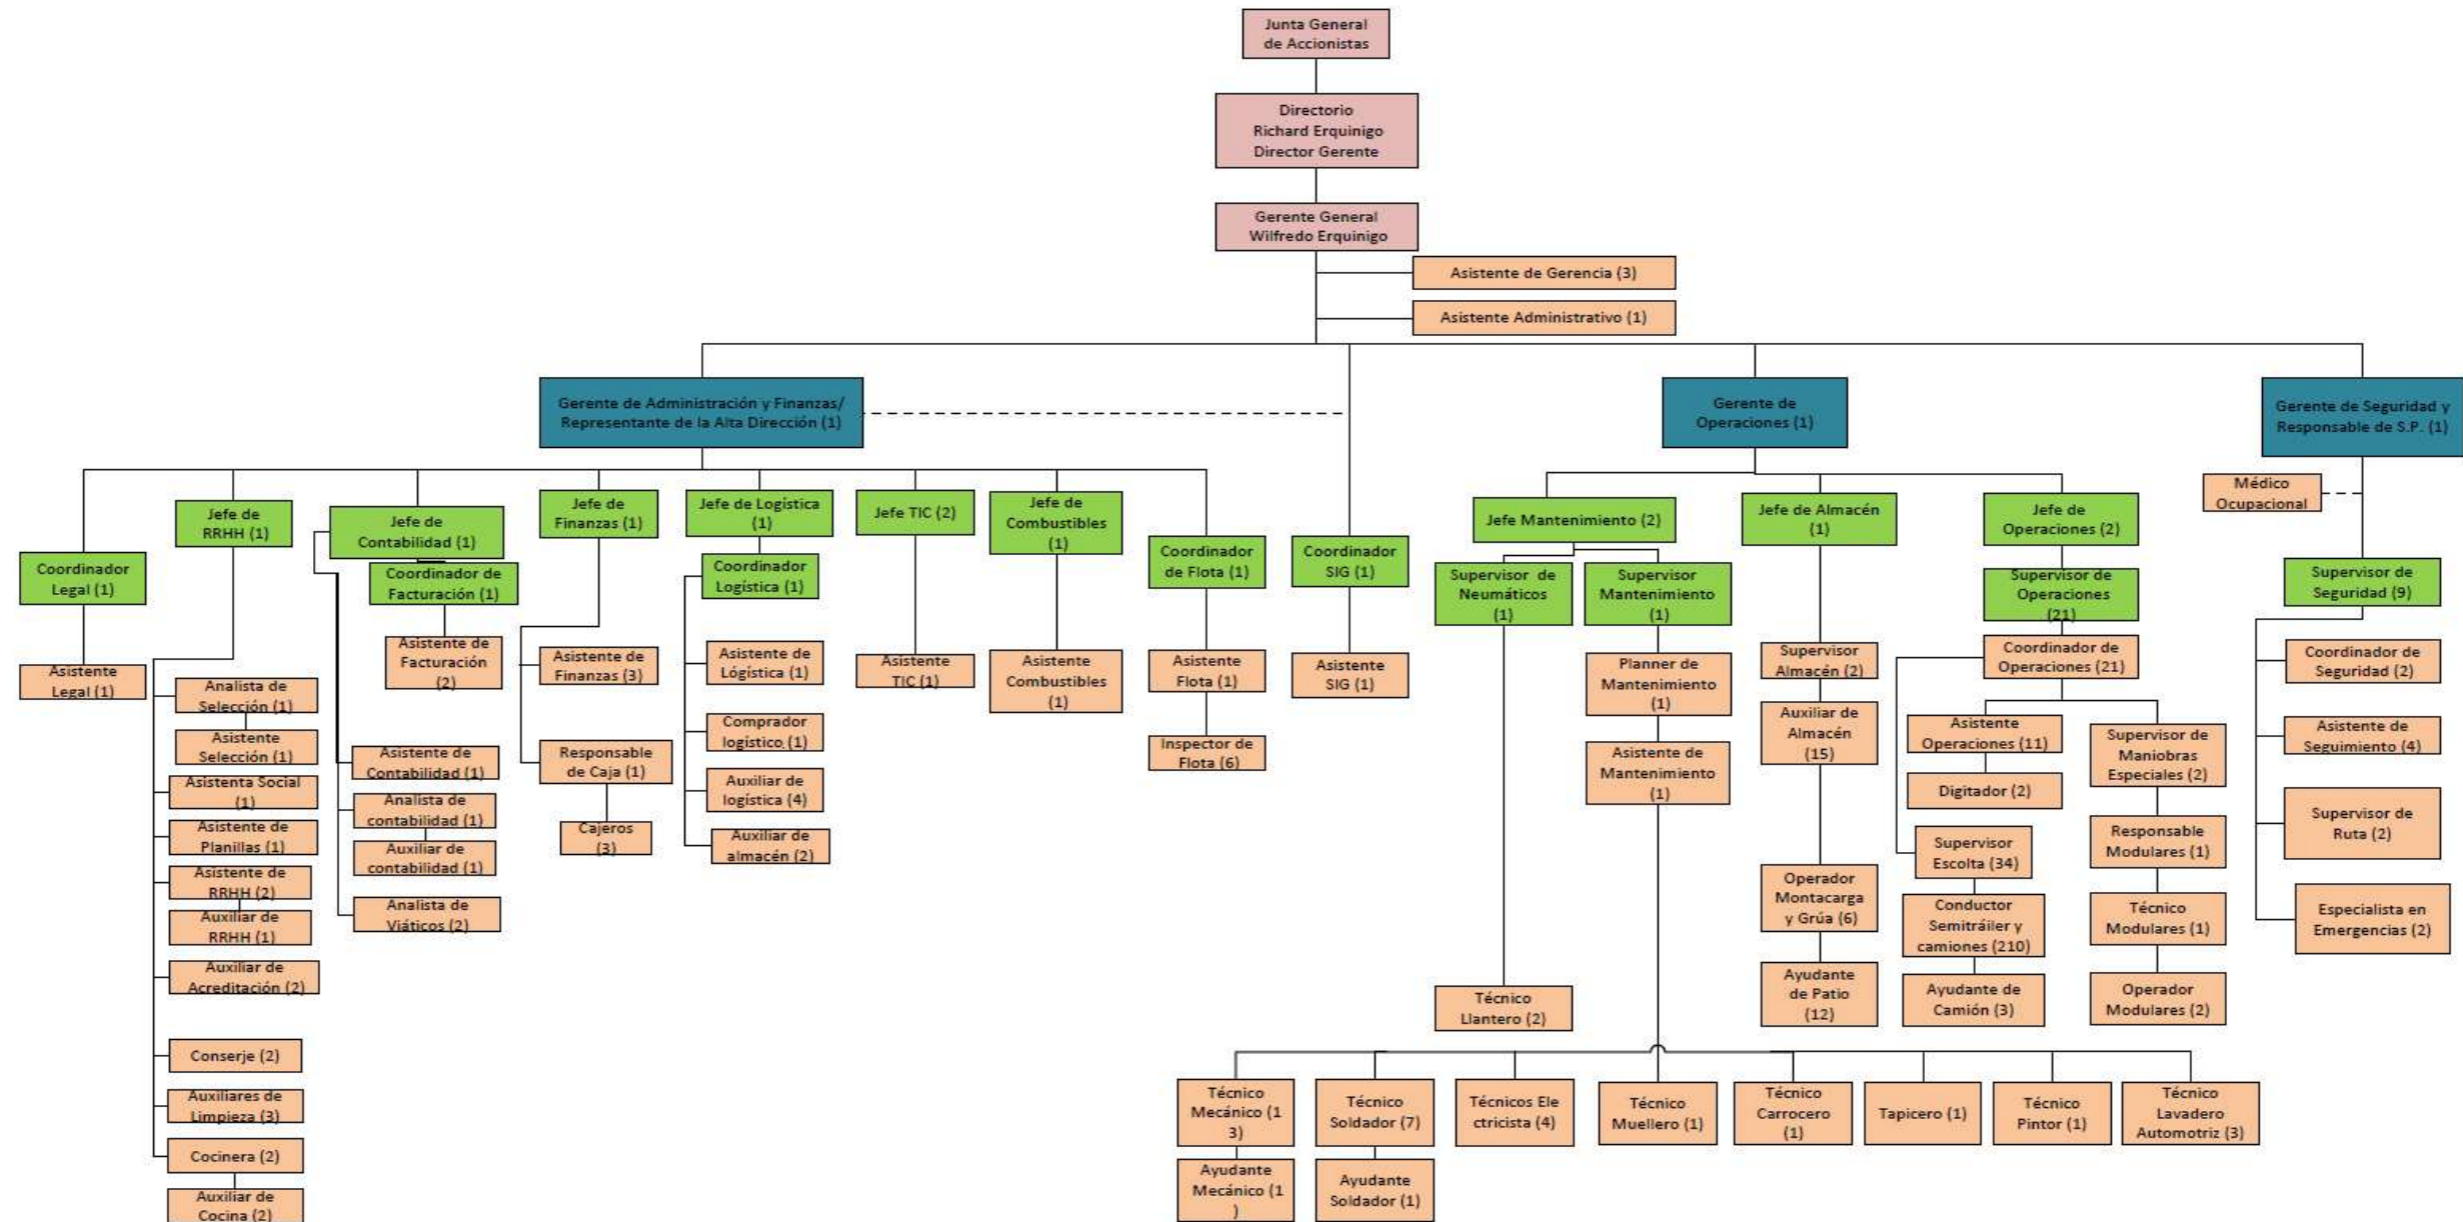 Junta General
de Accionistas
Directorio
Richard Erquinigo
Director Gerente
Gerente General
Wilfredo Erquinigo
Asistente de Gerencia (3)
Asistente Administrativo (1)
Gerente de Administración y Finanzas/
Representante de la Alta Dirección (1)
Gerente de
Operaciones (1)
Gerente de Seguridad y
Responsable de S.P. (1)
Médico
Ocupacional
Coordinador
Legal (1)
Asistente
Legal (1)
Jefe de
RRHH (1)
Analista de
Selección (1)
Asistente
Selección (1)
Asistenta Social
(1)
Asistente de
Planillas (1)
Asistente de
RRHH (2)
Auxiliar de
RRHH (1)
Auxiliar de
Acreditación (2)
Conserje (2)
Auxiliares de
Limpieza (3)
Cocinera (2)
Auxiliar de
Cocina (2)
Jefe de
Contabilidad (1)
Coordinador de
Facturación (1)
Asistente de
Facturación
(2)
Asistente de
Contabilidad (1)
Analista de
contabilidad (1)
Auxiliar de
contabilidad (1)
Analista de
Viáticos (2)
Jefe de
Finanzas (1)
Asistente de
Finanzas (3)
Responsable
de Caja (1)
Cajeros
(3)
Jefe de Logística
(1)
Coordinador
Logística (1)
Asistente de
Lógística (1)
Comprador
logístico. (1)
Auxiliar de
logística (4)
Auxiliar de
almacén (2)
Jefe TIC (2)
Asistente
TIC (1)
Jefe de
Combustibles
(1)
Asistente
Combustibles
(1)
Coordinador
de Flota (1)
Asistente
Flota (1)
Inspector de
Flota (6)
Coordinador
SIG (1)
Asistente
SIG (1)
Jefe Mantenimiento (2)
Supervisor de
Neumáticos
(1)
Técnico
Llantero (2)
Supervisor
Mantenimiento
(1)
Planner de
Mantenimiento
(1)
Asistente de
Mantenimiento
(1)
Jefe de Almacén
(1)
Supervisor
Almacén (2)
Auxiliar de
Almacén
(15)
Operador
Montacarga
y Grúa (6)
Ayudante
de Patio
(12)
Jefe de
Operaciones (2)
Supervisor de
Operaciones
(21)
Coordinador de
Operaciones (21)
Asistente
Operaciones (11)
Digitador (2)
Supervisor
Escolta (34)
Conductor
Semitráiler y
camiones (210)
Ayudante de
Camión (3)
Supervisor de
Maniobras
Especiales (2)
Responsable
Modulares (1)
Técnico
Modulares (1)
Operador
Modulares (2)
Supervisor de
Seguridad (9)
Coordinador de
Seguridad (2)
Asistente de
Seguimiento (4)
Supervisor de
Ruta (2)
Especialista en
Emergencias (2)
Técnico
Mecánico (1
3)
Ayudante
Mecánico (1
)
Técnico
Soldador (7)
Ayudante
Soldador (1)
Técnicos Ele
ctricista (4)
Técnico
Muellero (1)
Técnico
Carrocero
(1)
Tapicero (1)
Técnico
Pintor (1)
Técnico
Lavadero
Automotriz (3)